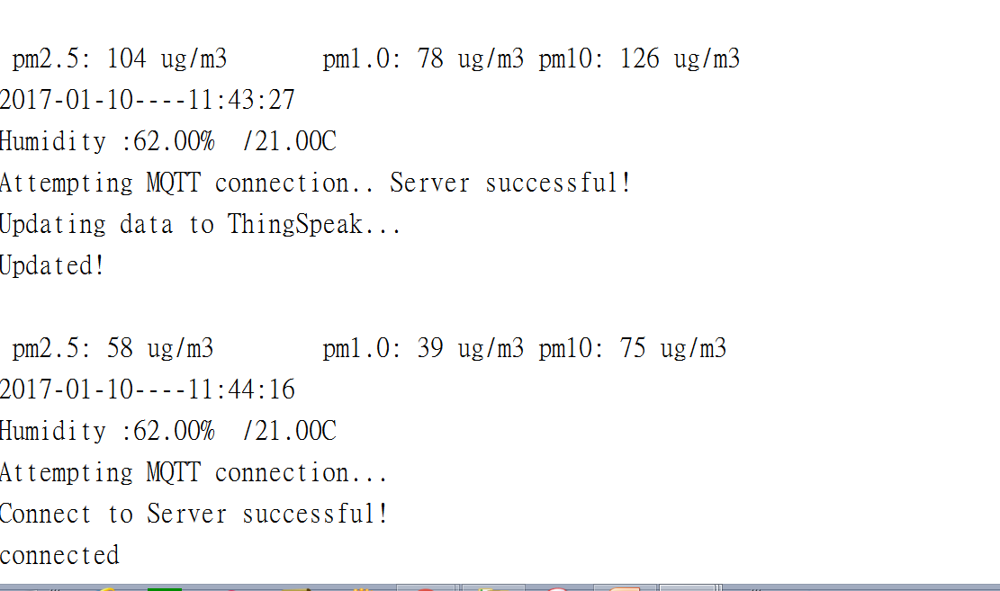 pm2.5: 104 ug/m3 pm1.0: 78 ug/m3 pm10: 126 ug/m3
2017-01-10----11:43:27
Humidity :62.00% /21.00C
Attempting MQTT connection.. Server successful!
Updating data to ThingSpeak...
Updated!
pm2.5: 58 ug/m3 pm1.0: 39 ug/m3 pm10: 75 ug/m3
2017-01-10----11:44:16
Humidity :62.00% /21.00C
Attempting MQTT connection...
Connect to Server successful!
connected